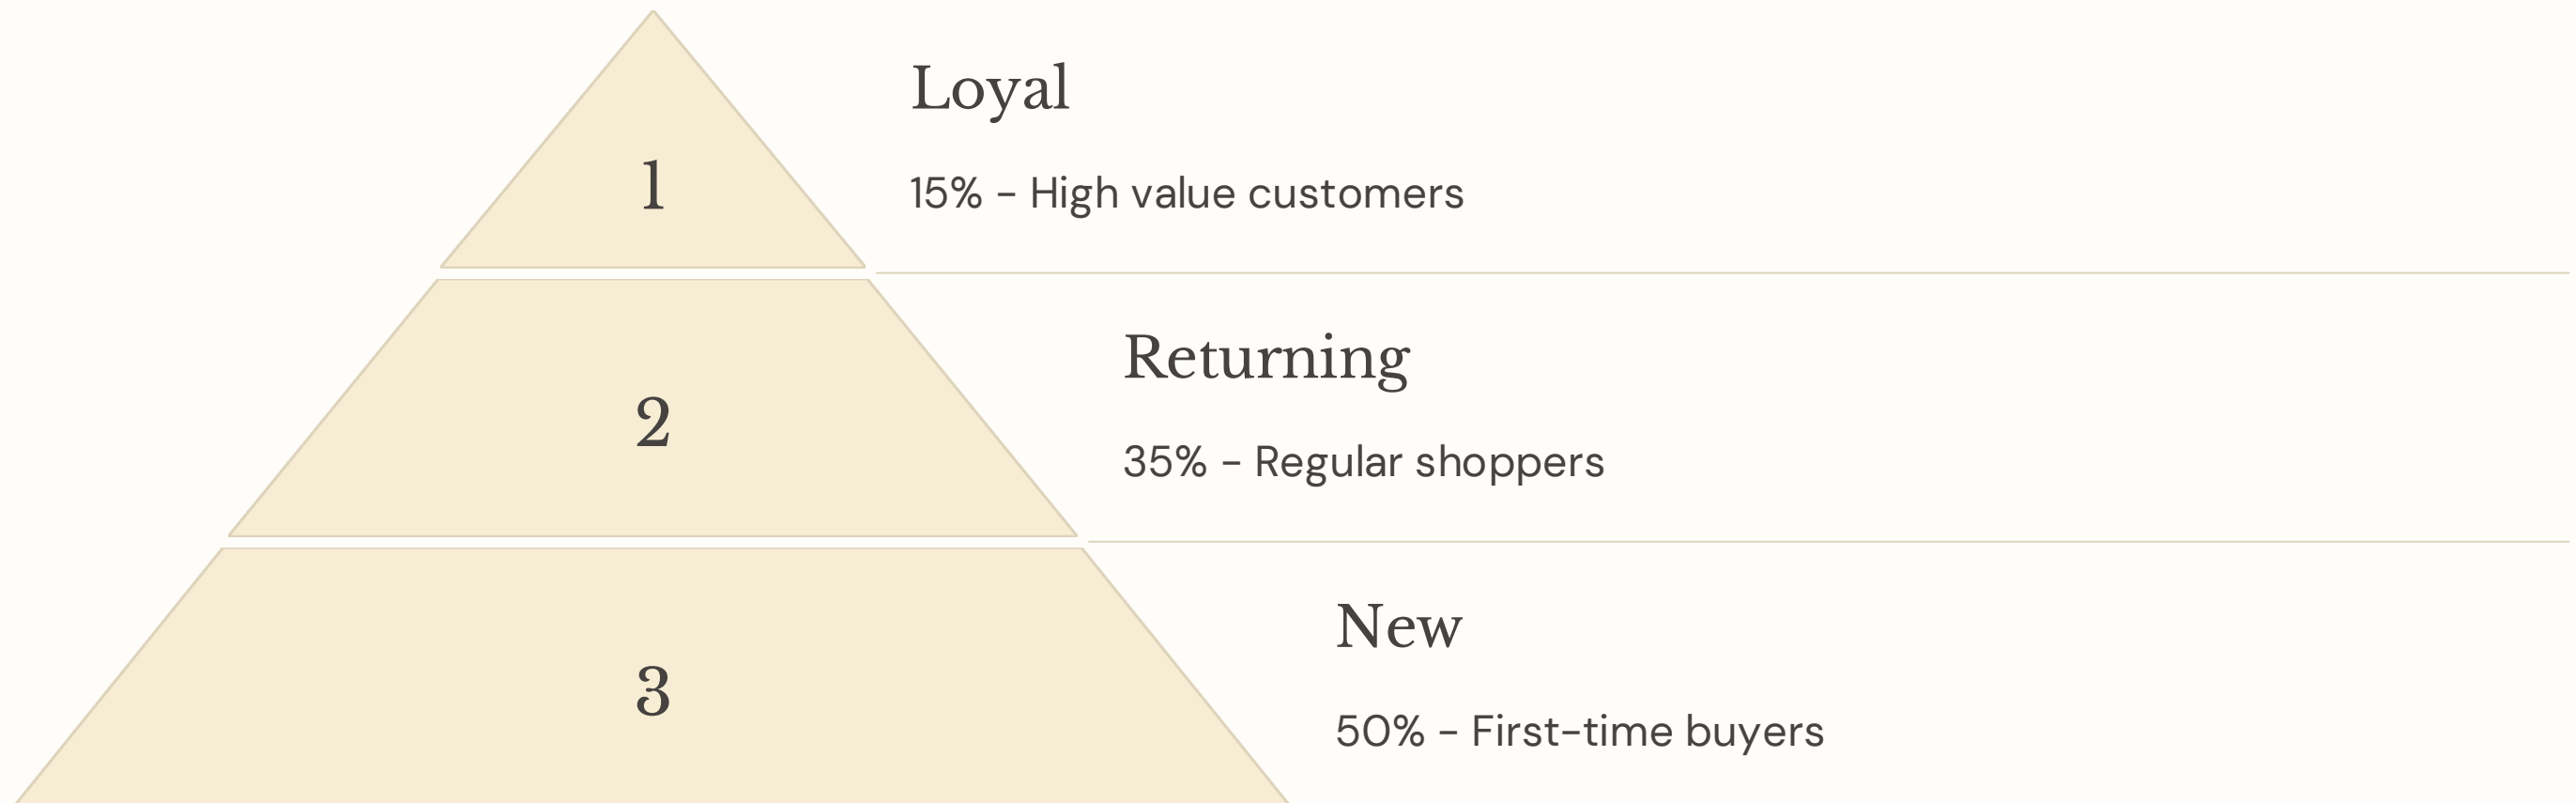 1
Loyal
15% - High value customers
2
Returning
35% - Regular shoppers
3
New
50% - First-time buyers